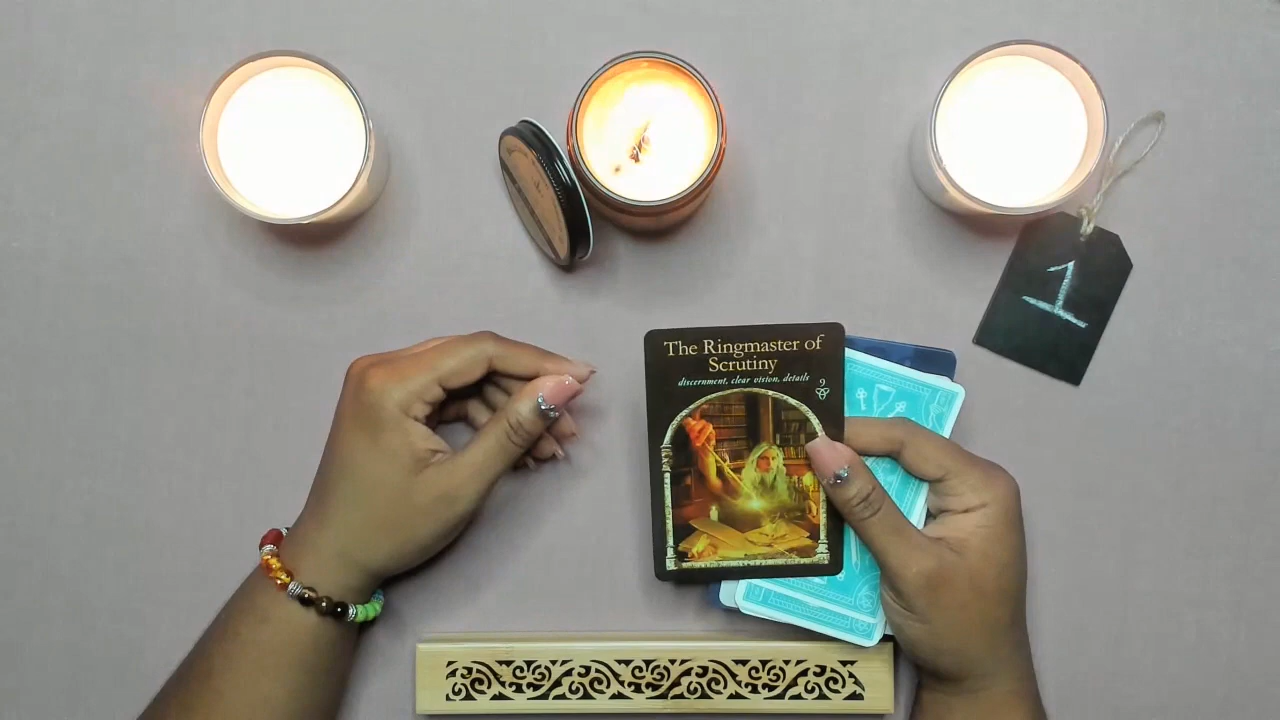 1
The Ringmaster of
Scrutiny
discernment, clear vision, details
9